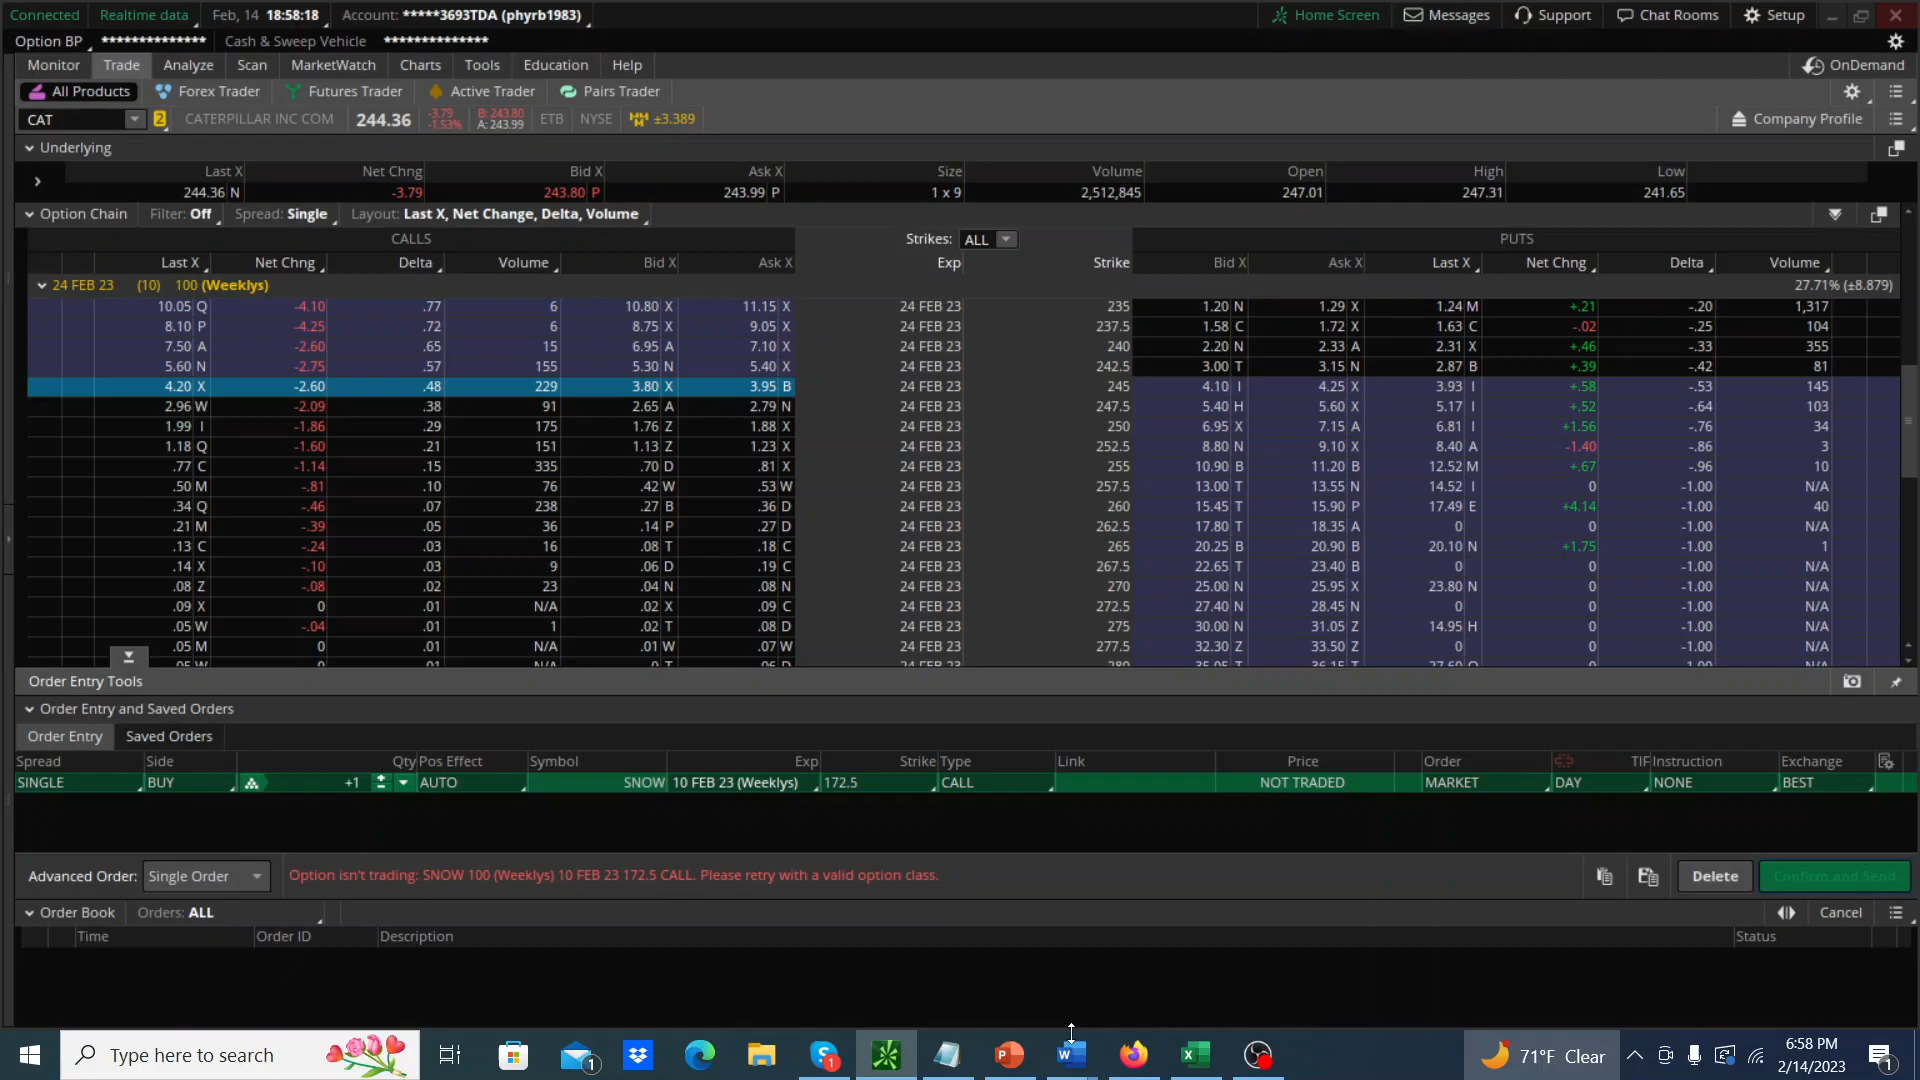 Connected Realtime data Feb, 14 18:58:18 Account: *****3693TDA (phyrb1983) Home Screen Messages Support Chat Rooms Setup
Option BP ************** Cash & Sweep Vehicle **************
Monitor Trade Analyze Scan MarketWatch Charts Tools Education Help OnDemand
All Products Forex Trader Futures Trader Active Trader Pairs Trader
CAT 2 CATERPILLAR INC COM 244.36 -3.79 -1.53% B: 243.80 A: 243.99 ETB NYSE ±3.389 Company Profile
Underlying
Last X Net Chng Bid X Ask X Size Volume Open High Low
244.36 N -3.79 243.80 P 243.99 P 1 x 9 2,512,845 247.01 247.31 241.65
Option Chain Filter: Off Spread: Single Layout: Last X, Net Change, Delta, Volume
CALLS Strikes: ALL PUTS
Last X Net Chng Delta Volume Bid X Ask X Exp Strike Bid X Ask X Last X Net Chng Delta Volume
24 FEB 23 (10) 100 (Weeklys) 27.71% (±8.879)
10.05 Q -4.10 .77 6 10.80 X 11.15 X 24 FEB 23 235 1.20 N 1.29 X 1.24 M +.21 -.20 1,317
8.10 P -4.25 .72 6 8.75 X 9.05 X 24 FEB 23 237.5 1.58 C 1.72 X 1.63 C -.02 -.25 104
7.50 A -2.60 .65 15 6.95 A 7.10 X 24 FEB 23 240 2.20 N 2.33 A 2.31 X +.46 -.33 355
5.60 N -2.75 .57 155 5.30 N 5.40 X 24 FEB 23 242.5 3.00 T 3.15 N 2.87 B +.39 -.42 81
4.20 X -2.60 .48 229 3.80 X 3.95 B 24 FEB 23 245 4.10 I 4.25 X 3.93 I +.58 -.53 145
2.96 W -2.09 .38 91 2.65 A 2.79 N 24 FEB 23 247.5 5.40 H 5.60 X 5.17 I +.52 -.64 103
1.99 I -1.86 .29 175 1.76 Z 1.88 X 24 FEB 23 250 6.95 X 7.15 A 6.81 I +1.56 -.76 34
1.18 Q -1.60 .21 151 1.13 Z 1.23 X 24 FEB 23 252.5 8.80 N 9.10 X 8.40 A -1.40 -.86 3
.77 C -1.14 .15 335 .70 D .81 X 24 FEB 23 255 10.90 B 11.20 B 12.52 M +.67 -.96 10
.50 M -.81 .10 76 .42 W .53 W 24 FEB 23 257.5 13.00 T 13.55 N 14.52 I 0 -1.00 N/A
.34 Q -.46 .07 238 .27 B .36 D 24 FEB 23 260 15.45 T 15.90 P 17.49 E +4.14 -1.00 40
.21 M -.39 .05 36 .14 P .27 D 24 FEB 23 262.5 17.80 T 18.35 A 0 0 -1.00 N/A
.13 C -.24 .03 16 .08 T .18 C 24 FEB 23 265 20.25 B 20.90 B 20.10 N +1.75 -1.00 1
.14 X -.10 .03 9 .06 D .19 C 24 FEB 23 267.5 22.65 T 23.40 B 0 0 -1.00 N/A
.08 Z -.08 .02 23 .04 N .08 N 24 FEB 23 270 25.00 N 25.95 X 23.80 N 0 -1.00 N/A
.09 X 0 .01 N/A .02 X .09 C 24 FEB 23 272.5 27.40 N 28.45 N 0 0 -1.00 N/A
.05 W -.04 .01 1 .02 T .08 D 24 FEB 23 275 30.00 N 31.05 Z 14.95 H 0 -1.00 N/A
.05 M 0 .01 N/A .01 W .07 W 24 FEB 23 277.5 32.30 Z 33.50 Z 0 0 -1.00 N/A
Order Entry Tools
Order Entry and Saved Orders
Order Entry Saved Orders
Spread Side Qty Pos Effect Symbol Exp Strike Type Link Price Order TIF Instruction Exchange
SINGLE BUY +1 AUTO SNOW 10 FEB 23 (Weeklys) 172.5 CALL NOT TRADED MARKET DAY NONE BEST
Advanced Order: Single Order Option isn't trading: SNOW 100 (Weeklys) 10 FEB 23 172.5 CALL. Please retry with a valid option class. Delete Confirm and Send
Order Book Orders: ALL Cancel
Time Order ID Description Status
Type here to search 1 1 71°F Clear 6:58 PM
2/14/2023 1